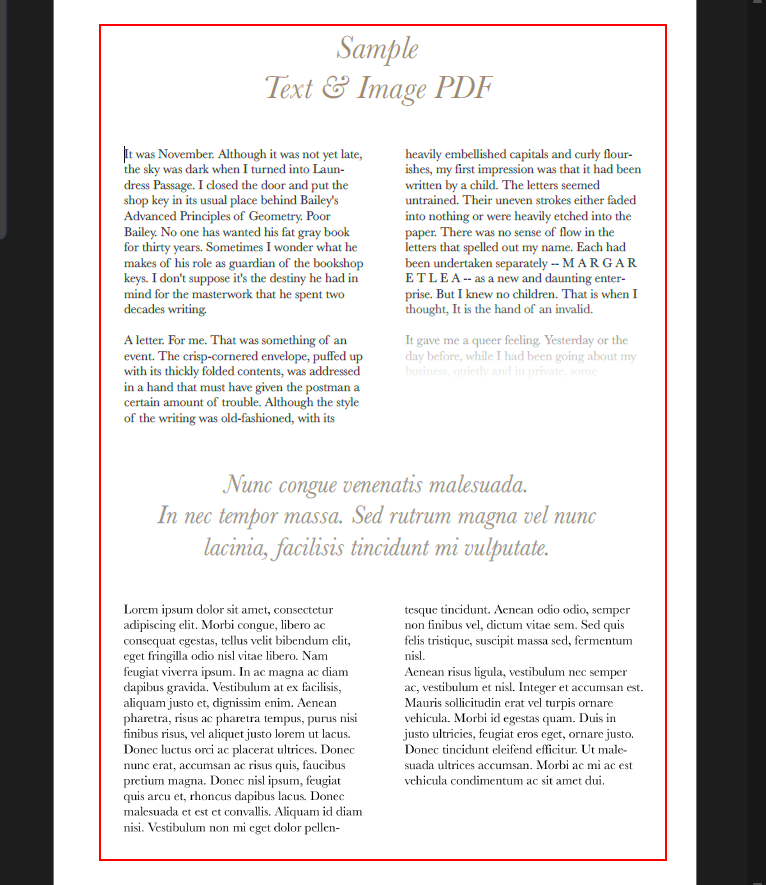 Sample
Text & Image PDF
It was November. Although it was not yet late,
the sky was dark when I turned into Laun-
dress Passage. I closed the door and put the
shop key in its usual place behind Bailey's
Advanced Principles of Geometry. Poor
Bailey. No one has wanted his fat gray book
for thirty years. Sometimes I wonder what he
makes of his role as guardian of the bookshop
keys. I don't suppose it's the destiny he had in
mind for the masterwork that he spent two
decades writing.
A letter. For me. That was something of an
event. The crisp-cornered envelope, puffed up
with its thickly folded contents, was addressed
in a hand that must have given the postman a
certain amount of trouble. Although the style
of the writing was old-fashioned, with its
heavily embellished capitals and curly flour-
ishes, my first impression was that it had been
written by a child. The letters seemed
untrained. Their uneven strokes either faded
into nothing or were heavily etched into the
paper. There was no sense of flow in the
letters that spelled out my name. Each had
been undertaken separately -- M A R G A R
E T L E A -- as a new and daunting enter-
prise. But I knew no children. That is when I
thought, It is the hand of an invalid.
It gave me a queer feeling. Yesterday or the
day before, while I had been going about my
business, quietly and in private, some
Nunc congue venenatis malesuada.
In nec tempor massa. Sed rutrum magna vel nunc
lacinia, facilisis tincidunt mi vulputate.
Lorem ipsum dolor sit amet, consectetur
adipiscing elit. Morbi congue, libero ac
consequat egestas, tellus velit bibendum elit,
eget fringilla odio nisl vitae libero. Nam
feugiat viverra ipsum. In ac magna ac diam
dapibus gravida. Vestibulum at ex facilisis,
aliquam justo et, dignissim enim. Aenean
pharetra, risus ac pharetra tempus, purus nisi
finibus risus, vel aliquet justo lorem ut lacus.
Donec luctus orci ac placerat ultrices. Donec
nunc erat, accumsan ac risus quis, faucibus
pretium magna. Donec nisl ipsum, feugiat
quis arcu et, rhoncus dapibus lacus. Donec
malesuada et est et convallis. Aliquam id diam
nisi. Vestibulum non mi eget dolor pellen-
tesque tincidunt. Aenean odio odio, semper
non finibus vel, dictum vitae sem. Sed quis
felis tristique, suscipit massa sed, fermentum
nisl.
Aenean risus ligula, vestibulum nec semper
ac, vestibulum et nisl. Integer et accumsan est.
Mauris sollicitudin erat vel turpis ornare
vehicula. Morbi id egestas quam. Duis in
justo ultricies, feugiat eros eget, ornare justo.
Donec tincidunt eleifend efficitur. Ut male-
suada ultrices accumsan. Morbi ac mi ac est
vehicula condimentum ac sit amet dui.